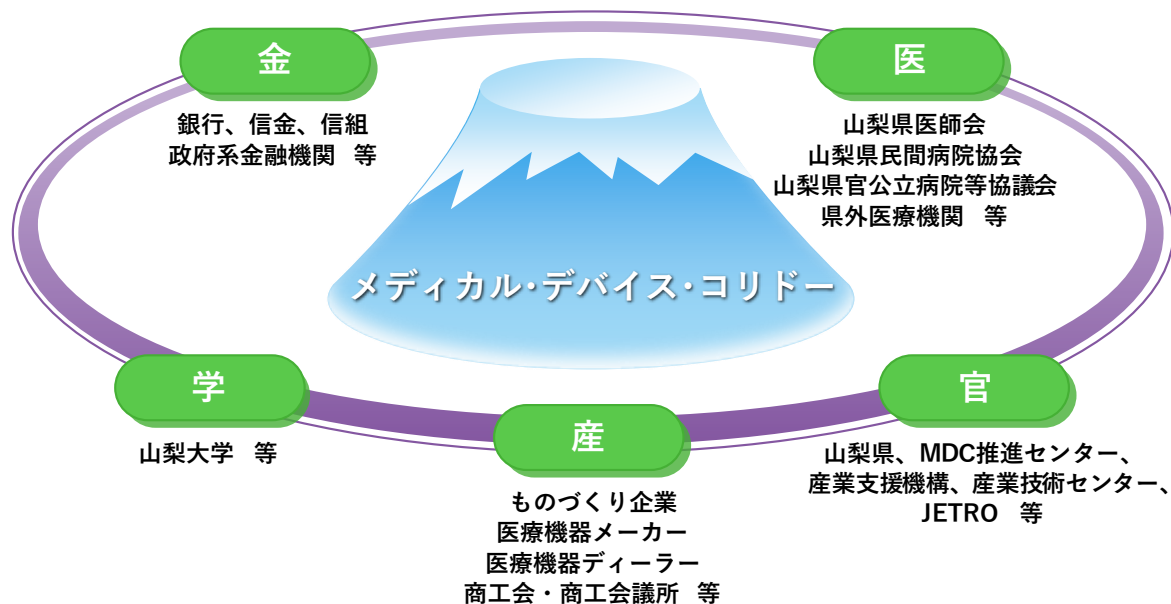 金
銀行、信金、信組
政府系金融機関 等
医
山梨県医師会
山梨県民間病院協会
山梨県官公立病院等協議会
県外医療機関 等
メディカル・デバイス・コリドー
学
山梨大学 等
産
ものづくり企業
医療機器メーカー
医療機器ディーラー
商工会・商工会議所 等
官
山梨県、MDC推進センター、
産業支援機構、産業技術センター、
JETRO 等